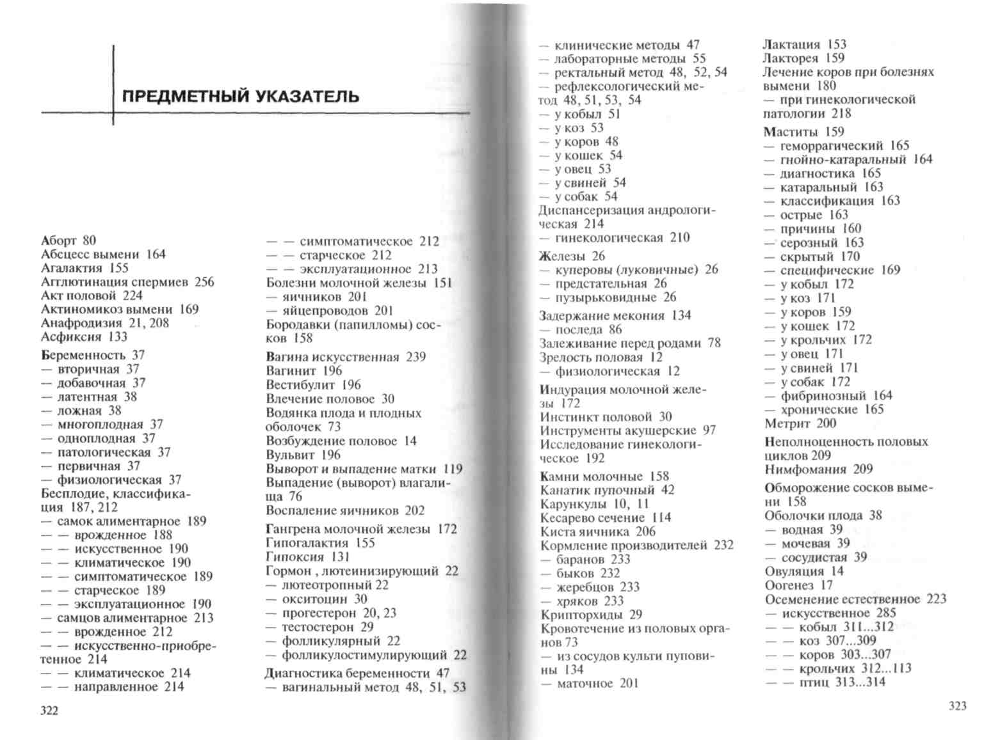 ПРЕДМЕТНЫЙ УКАЗАТЕЛЬ
Аборт 80
Абсцесс вымени 164
Агалактия 155
Агглютинация спермиев 256
Акт половой 224
Актиномикоз вымени 169
Анафродизия 21, 208
Асфиксия 133
Беременность 37
— вторичная 37
— добавочная 37
— латентная 38
— ложная 38
— многоплодная 37
— одноплодная 37
— патологическая 37
— первичная 37
— физиологическая 37
Бесплодие, классифика-
ция 187, 212
— самок алиментарное 189
— — врожденное 188
— — искусственное 190
— — климатическое 190
— — симптоматическое 189
— — старческое 189
— — эксплуатационное 190
— самцов алиментарное 213
— — врожденное 212
— — искусственно-приобре-
тенное 214
— — климатическое 214
— — направленное 214
322
— — симптоматическое 212
— — старческое 212
— — эксплуатационное 213
Болезни молочной железы 151
— яичников 201
— яйцепроводов 201
Бородавки (папилломы) сос-
ков 158
Вагина искусственная 239
Вагинит 196
Вестибулит 196
Влечение половое 30
Водянка плода и плодных
оболочек 73
Возбуждение половое 14
Вульвит 196
Выворот и выпадение матки 119
Выпадение (выворот) влагали-
ща 76
Воспаление яичников 202
Гангрена молочной железы 172
Гипогалактия 155
Гипоксия 131
Гормон , лютеинизирующий 22
— лютеотропный 22
— окситоцин 30
— прогестерон 20, 23
— тестостерон 29
— фолликулярный 22
— фолликулостимулирующий 22
Диагностика беременности 47
— вагинальный метод 48, 51, 53
— клинические методы 47
— лабораторные методы 55
— ректальный метод 48, 52, 54
— рефлексологический ме-
тод 48, 51, 53, 54
— у кобыл 51
— у коз 53
— у коров 48
— у кошек 54
— у овец 53
— у свиней 54
— у собак 54
Диспансеризация андрологи-
ческая 214
— гинекологическая 210
Железы 26
— куперовы (луковичные) 26
— предстательная 26
— пузырьковидные 26
Задержание мекония 134
— последа 86
Залеживание перед родами 78
Зрелость половая 12
— физиологическая 12
Индурация молочной желе-
зы 172
Инстинкт половой 30
Инструменты акушерские 97
Исследование гинекологи-
ческое 192
Камни молочные 158
Канатик пупочный 42
Карункулы 10, 11
Кесарево сечение 114
Киста яичника 206
Кормление производителей 232
— баранов 233
— быков 232
— жеребцов 233
— хряков 233
Крипторхиды 29
Кровотечение из половых орга-
нов 73
— из сосудов культи пупови-
ны 134
— маточное 201
Лактация 153
Лакторея 159
Лечение коров при болезнях
вымени 180
— при гинекологической
патологии 218
Маститы 159
— геморрагический 165
— гнойно-катаральный 164
— диагностика 165
— катаральный 163
— классификация 163
— острые 163
— причины 160
— серозный 163
— скрытый 170
— специфические 169
— у кобыл 172
— у коз 171
— у коров 159
— у кошек 172
— у крольчих 172
— у овец 171
— у свиней 171
— у собак 172
— фибринозный 164
— хронические 165
Метрит 200
Неполноценность половых
циклов 209
Нимфомания 209
Обморожение сосков выме-
ни 158
Оболочки плода 38
— водная 39
— мочевая 39
— сосудистая 39
Овуляция 14
Оогенез 17
Осеменение естественное 223
— искусственное 285
— — кобыл 311...312
— — коз 307...309
— — коров 303...307
— — крольчих 312...113
— — птиц 313...314
323